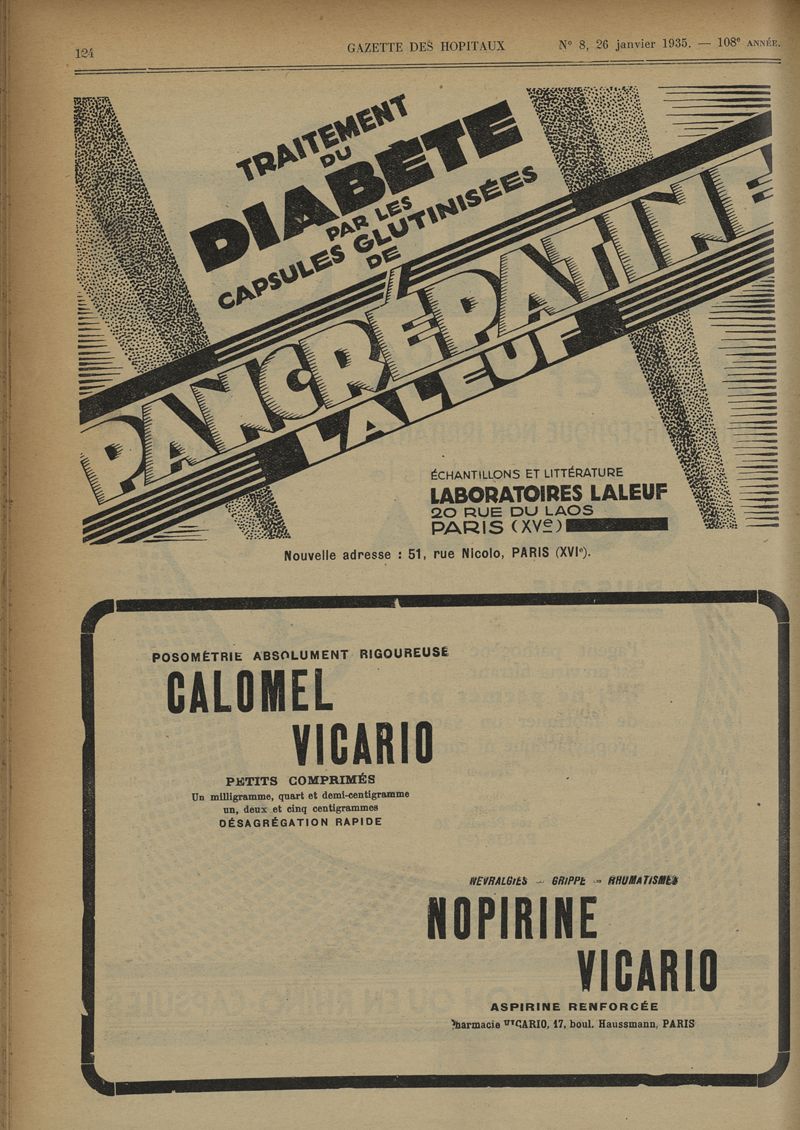 124
GAZETTE DES HOPITAUX
N° 8, 26 janvier 1935. — 108e ANNÉE.
TRAITEMENT
DU
DIABÈTE
PAR LES
CAPSULES GLUTINISÉES
DE
PANCRÉPATINE
LALEUF
ÉCHANTILLONS ET LITTÉRATURE
LABORATOIRES LALEUF
20 RUE DU LAOS
PARIS (XVe)
Nouvelle adresse : 51, rue Nicolo, PARIS (XVIe).
POSOMÉTRIE ABSOLUMENT RIGOUREUSE
CALOMEL
VICARIO
PETITS COMPRIMÉS
Un milligramme, quart et demi-centigramme
un, deux et cinq centigrammes
DÉSAGRÉGATION RAPIDE
NEVRALGIES — GRIPPE — RHUMATISMES
NOPIRINE
VICARIO
ASPIRINE RENFORCÉE
Pharmacie VICARIO, 17, boul. Haussmann, PARIS